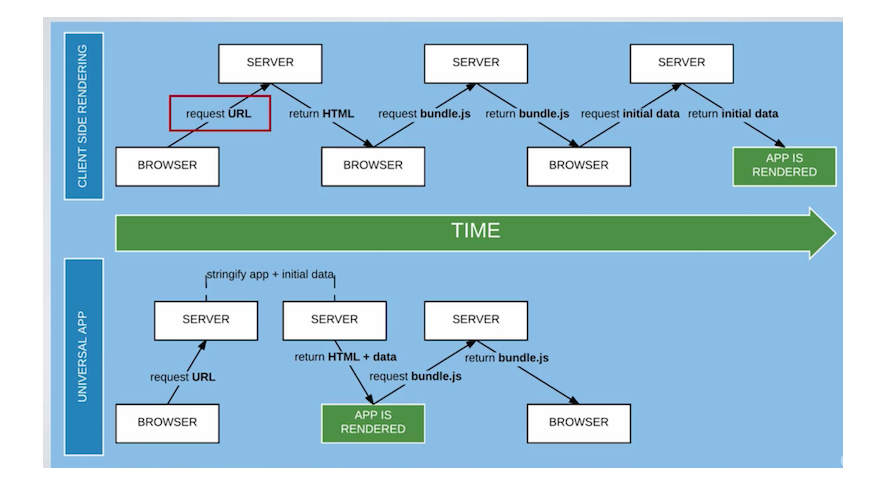 CLIENT SIDE RENDERING
SERVER
SERVER
SERVER
request URL
return HTML
request bundle.js
return bundle.js
request initial data
return initial data
BROWSER
BROWSER
BROWSER
APP IS
RENDERED
TIME
UNIVERSAL APP
stringify app + initial data
SERVER
SERVER
SERVER
return HTML + data
return bundle.js
request URL
request bundle.js
BROWSER
APP IS
RENDERED
BROWSER